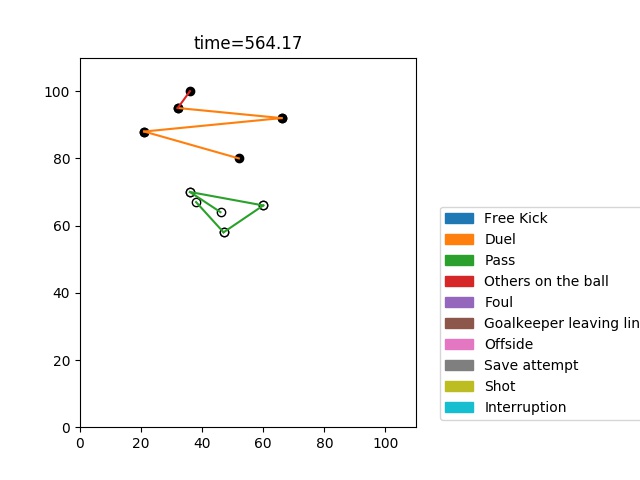 time=564.17
100
80
60
40
20
0
0 20 40 60 80 100
Free Kick
Duel
Pass
Others on the ball
Foul
Goalkeeper leaving lin
Offside
Save attempt
Shot
Interruption